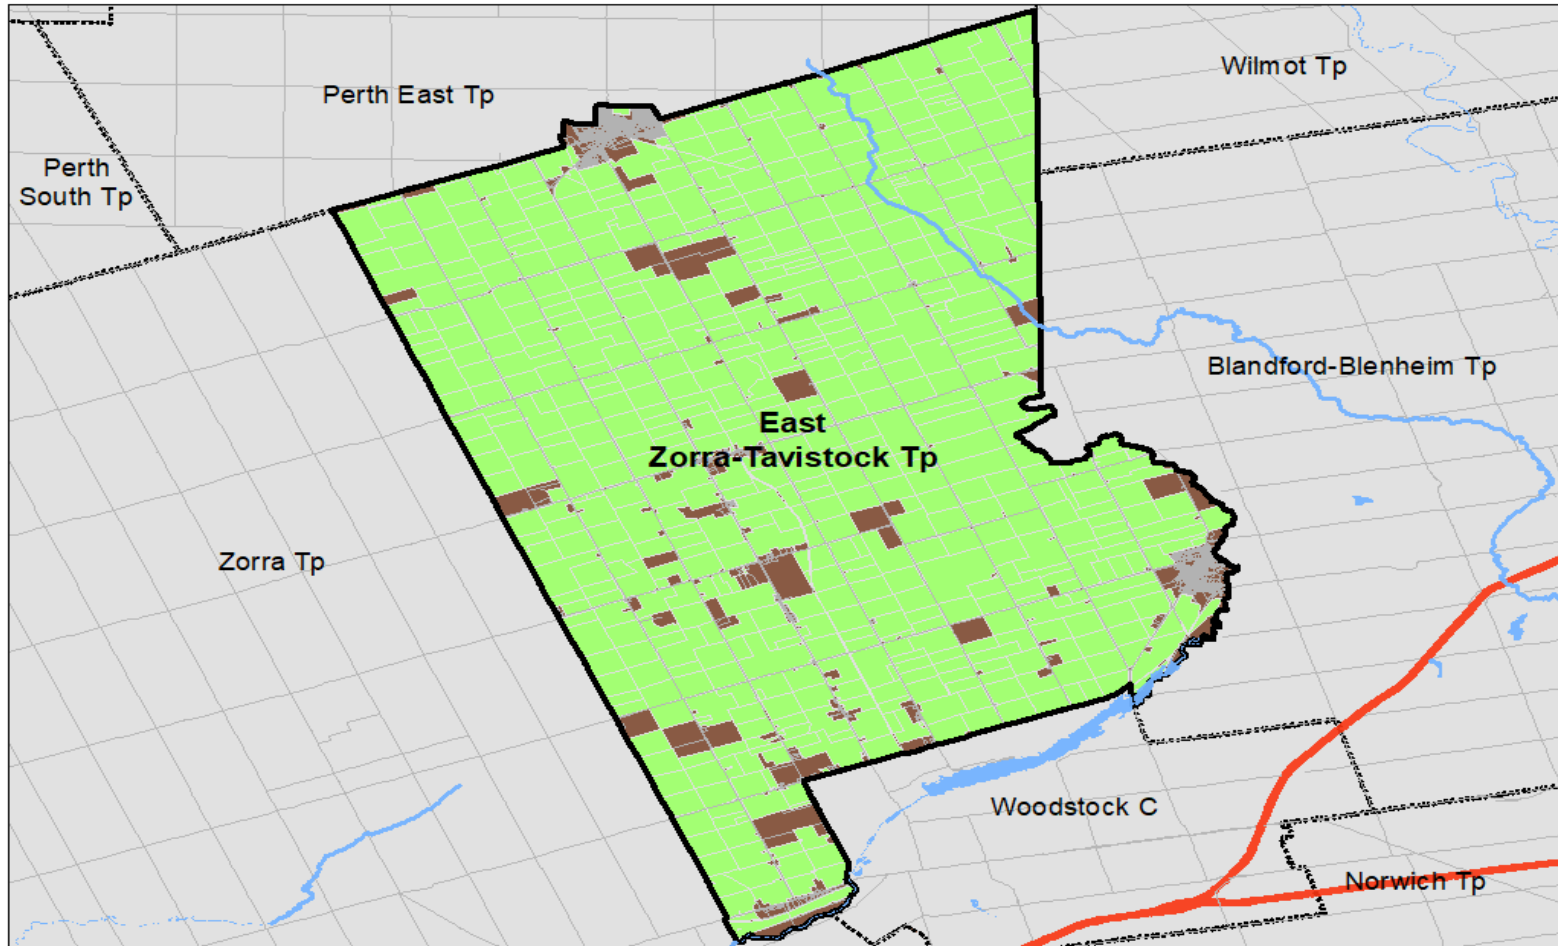 Wilmot Tp
Perth East Tp
Perth
South Tp
Blandford-Blenheim Tp
East
Zorra-Tavistock Tp
Zorra Tp
Woodstock C
Norwich Tp